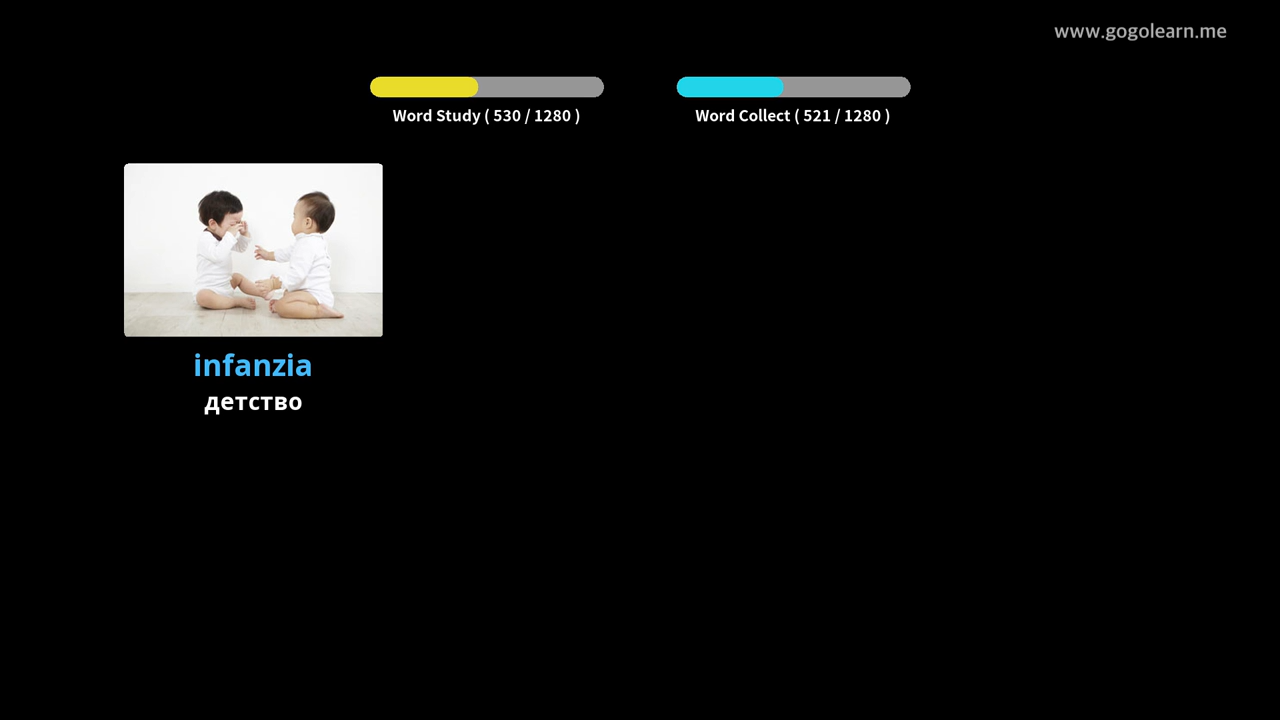 www.gogolearn.me
Word Study ( 530 / 1280 )
Word Collect ( 521 / 1280 )
infanzia
детство